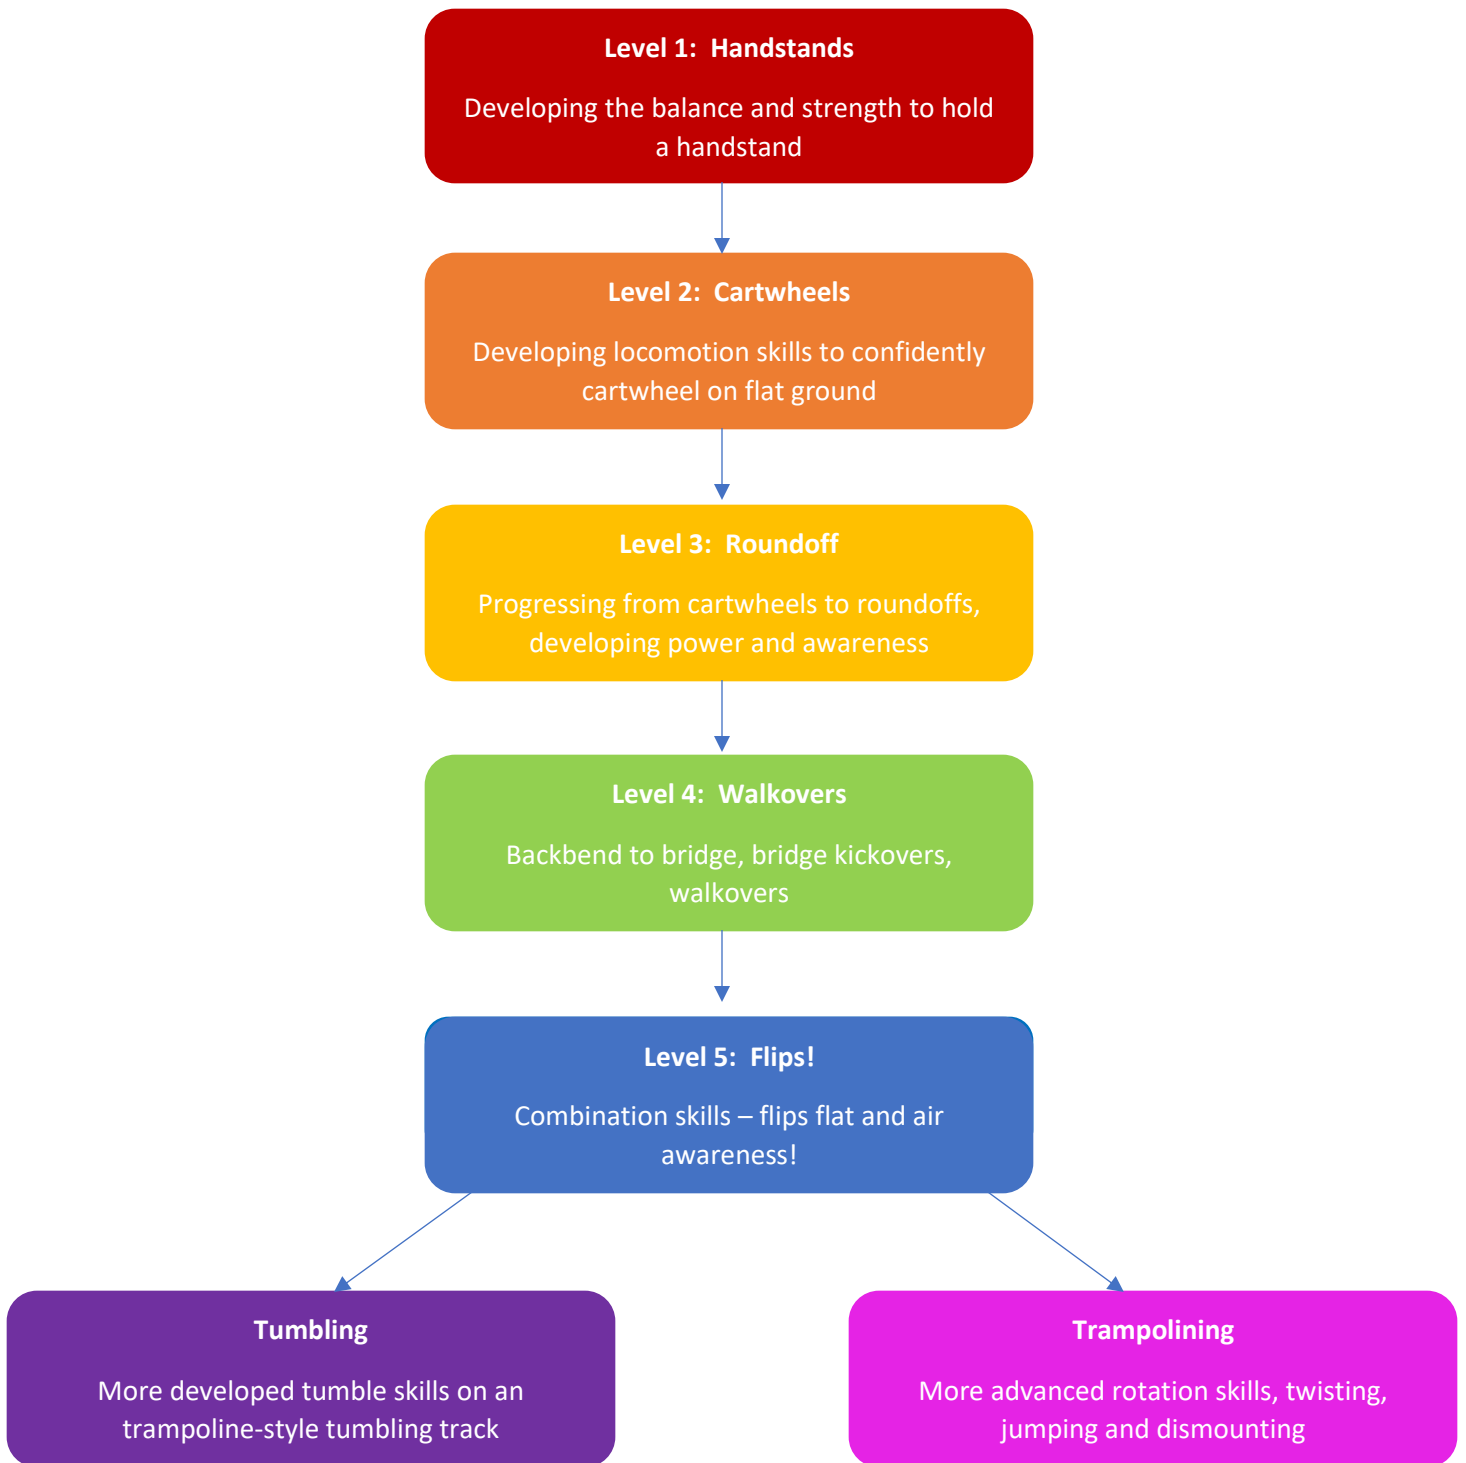 Level 1:  Handstands
Developing the balance and strength to hold
a handstand
Level 2:  Cartwheels
Developing locomotion skills to confidently
cartwheel on flat ground
Level 3:  Roundoff
Progressing from cartwheels to roundoffs,
developing power and awareness
Level 4:  Walkovers
Backbend to bridge, bridge kickovers,
walkovers
Level 5:  Flips!
Combination skills – flips flat and air
awareness!
Tumbling
More developed tumble skills on an
trampoline-style tumbling track
Trampolining
More advanced rotation skills, twisting,
jumping and dismounting